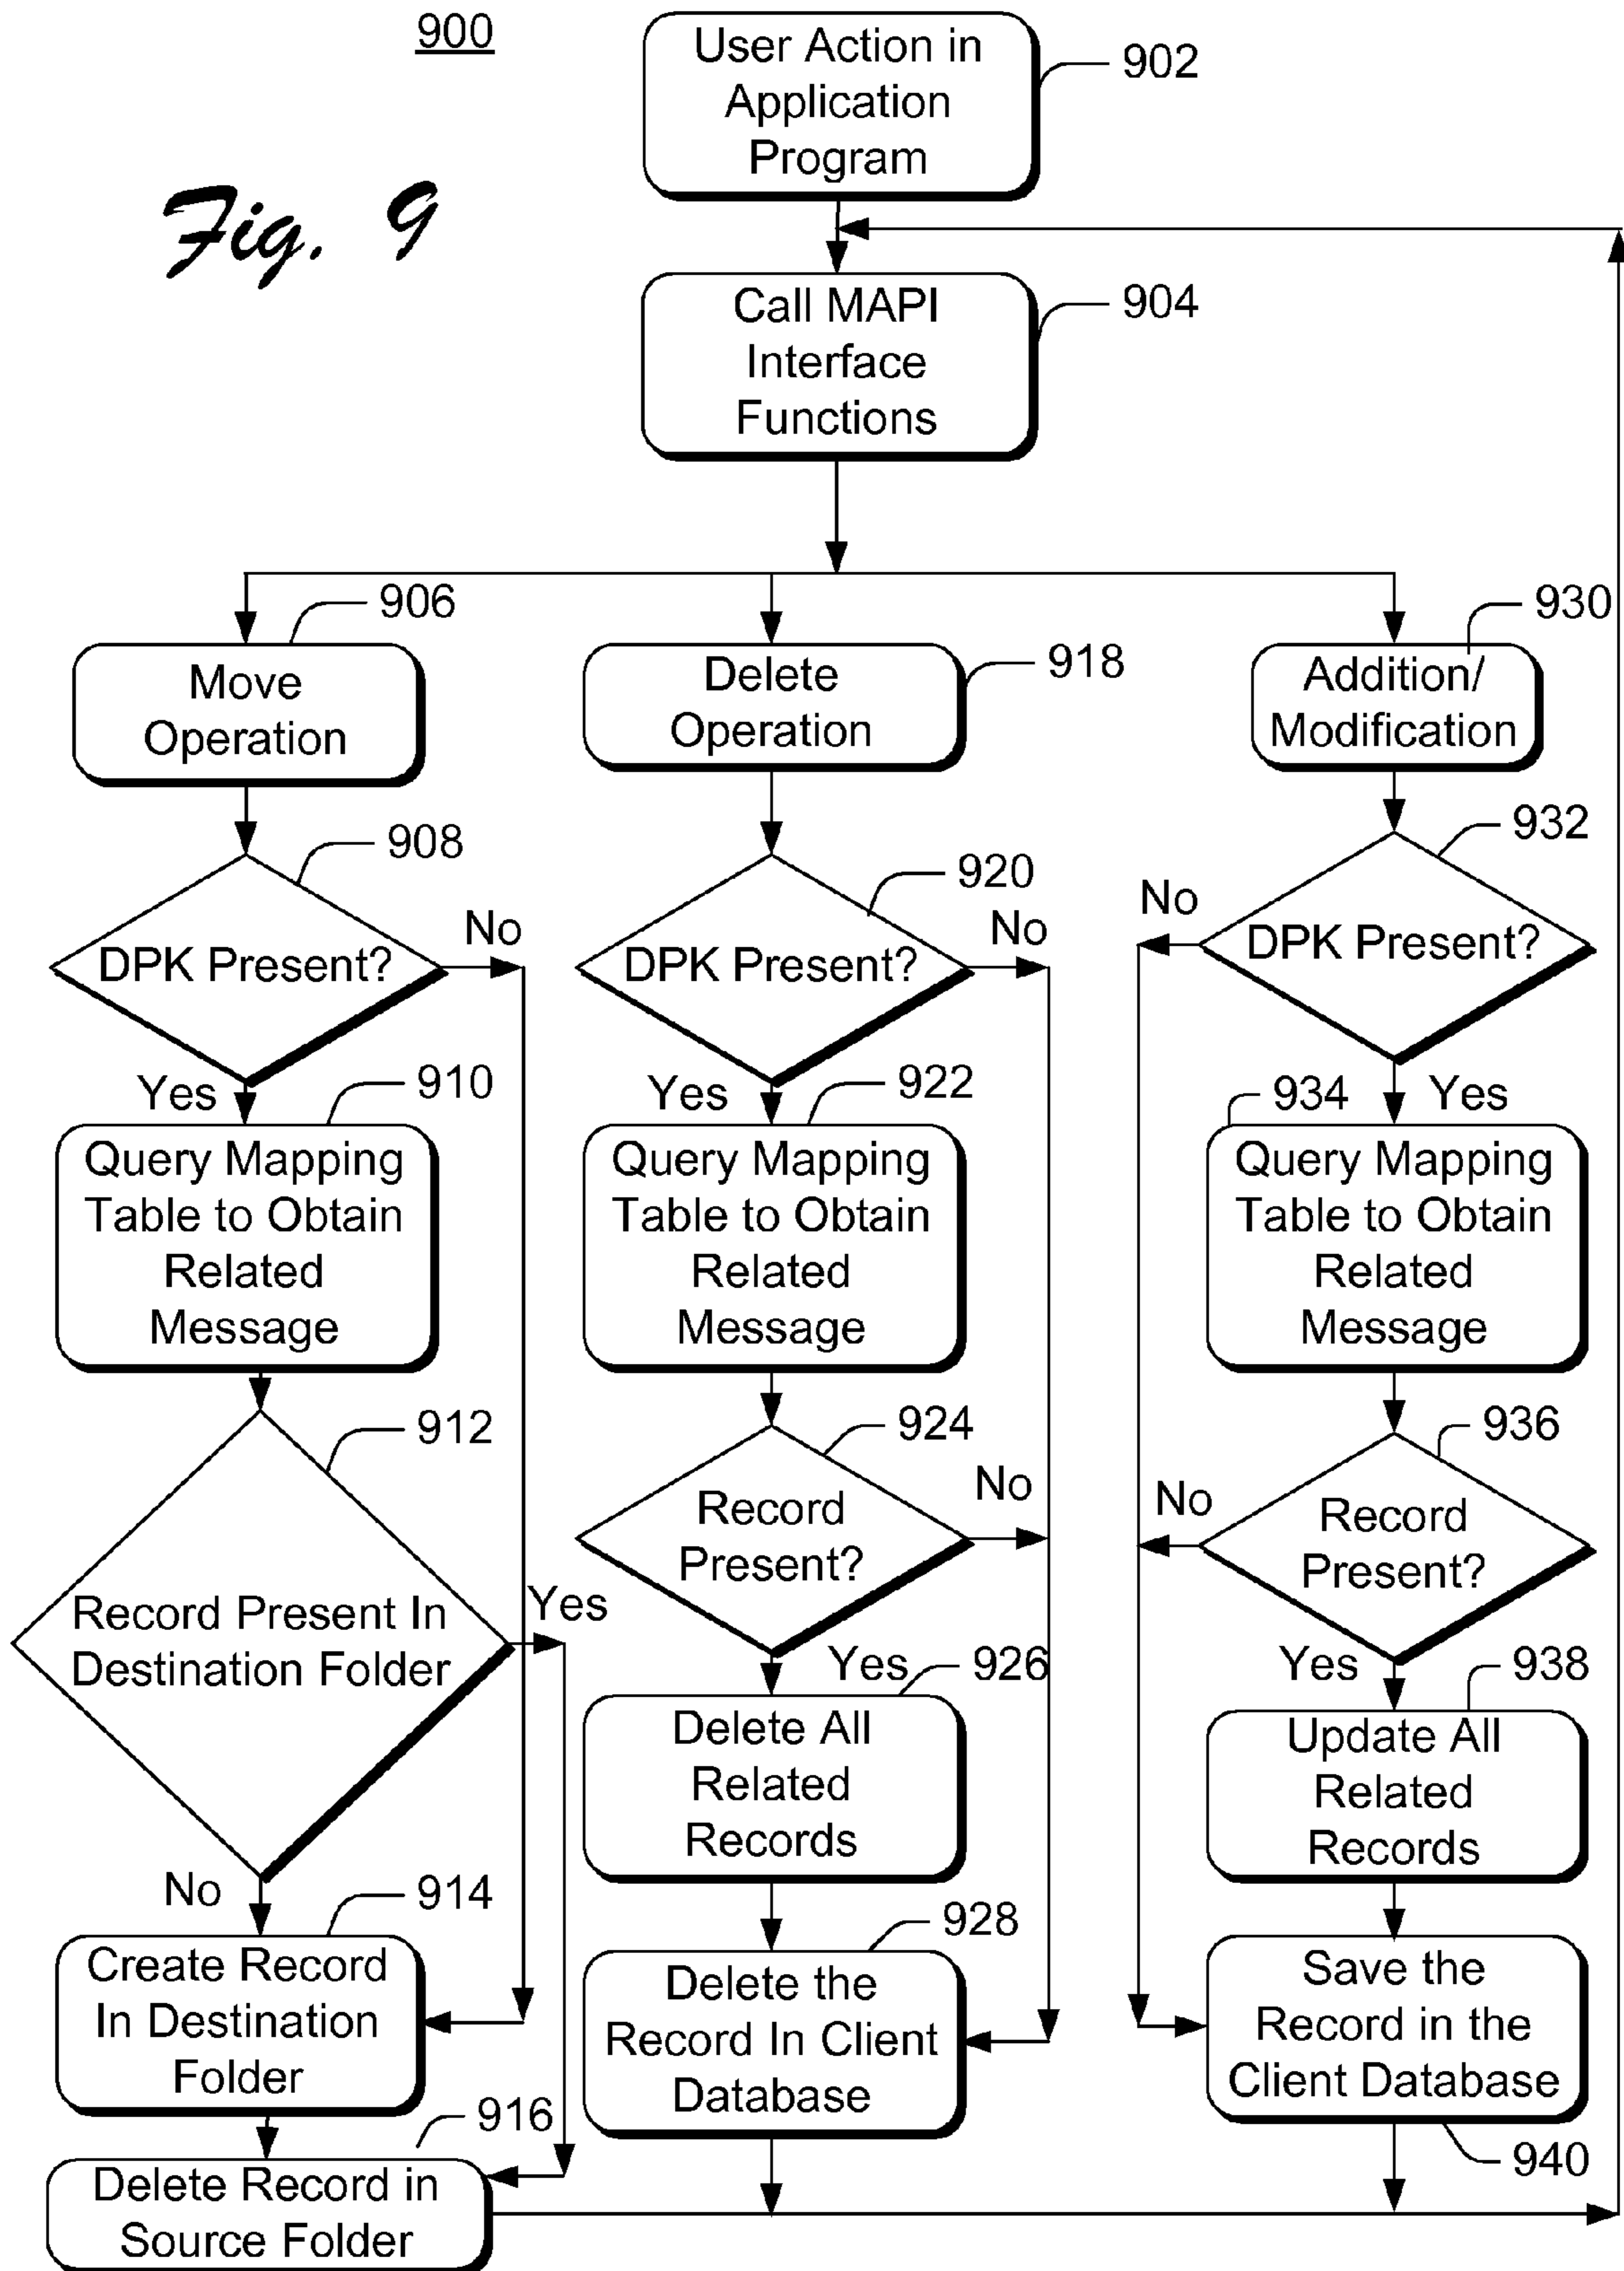 900
User Action in
Application
Program
902
Fig. 9
Call MAPI
Interface
Functions
904
906
Move
Operation
918
Delete
Operation
930
Addition/
Modification
908
DPK Present?
No
Yes
920
DPK Present?
No
Yes
932
DPK Present?
No
Yes
910
Query Mapping
Table to Obtain
Related
Message
922
Query Mapping
Table to Obtain
Related
Message
934
Query Mapping
Table to Obtain
Related
Message
912
Record Present In
Destination Folder
Yes
No
924
Record
Present?
No
Yes
936
Record
Present?
No
Yes
926
Delete All
Related
Records
938
Update All
Related
Records
914
Create Record
In Destination
Folder
928
Delete the
Record In Client
Database
Save the
Record in the
Client Database
940
916
Delete Record in
Source Folder